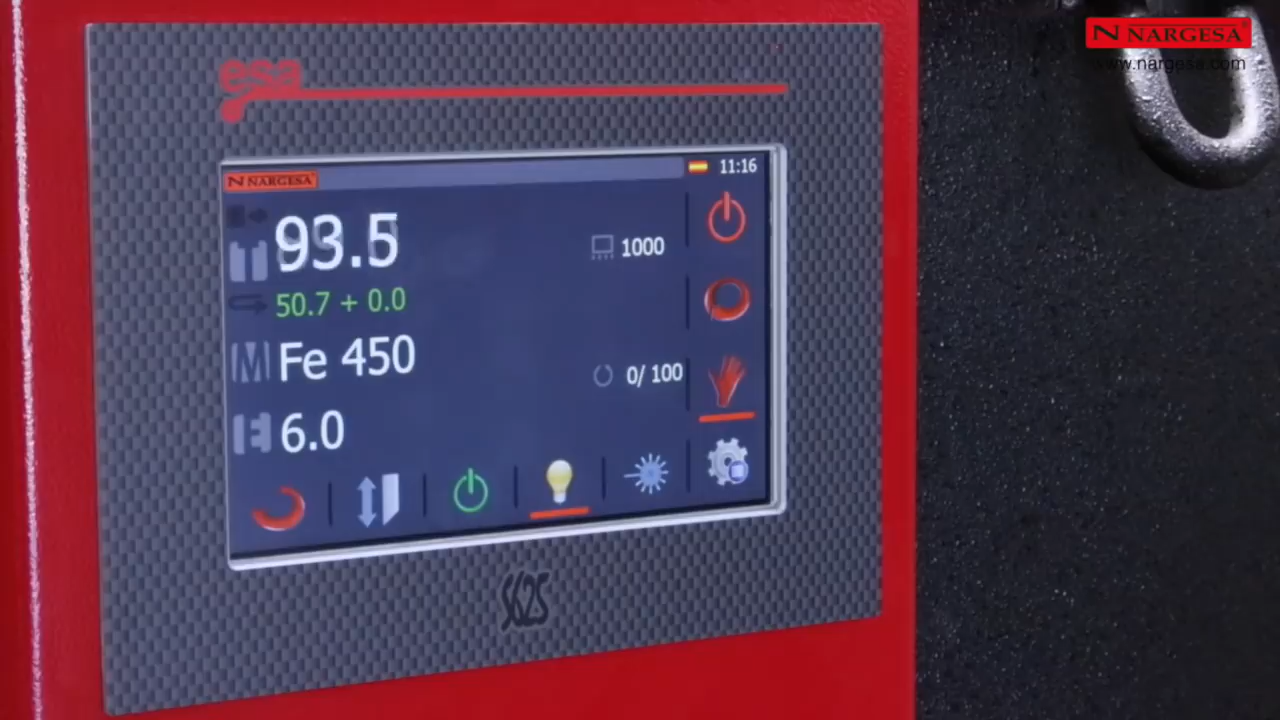 N NARGESA
www.nargesa.com
esa
N NARGESA
11:16
93.5
1000
50.7 + 0.0
Fe 450
0/ 100
6.0
S625